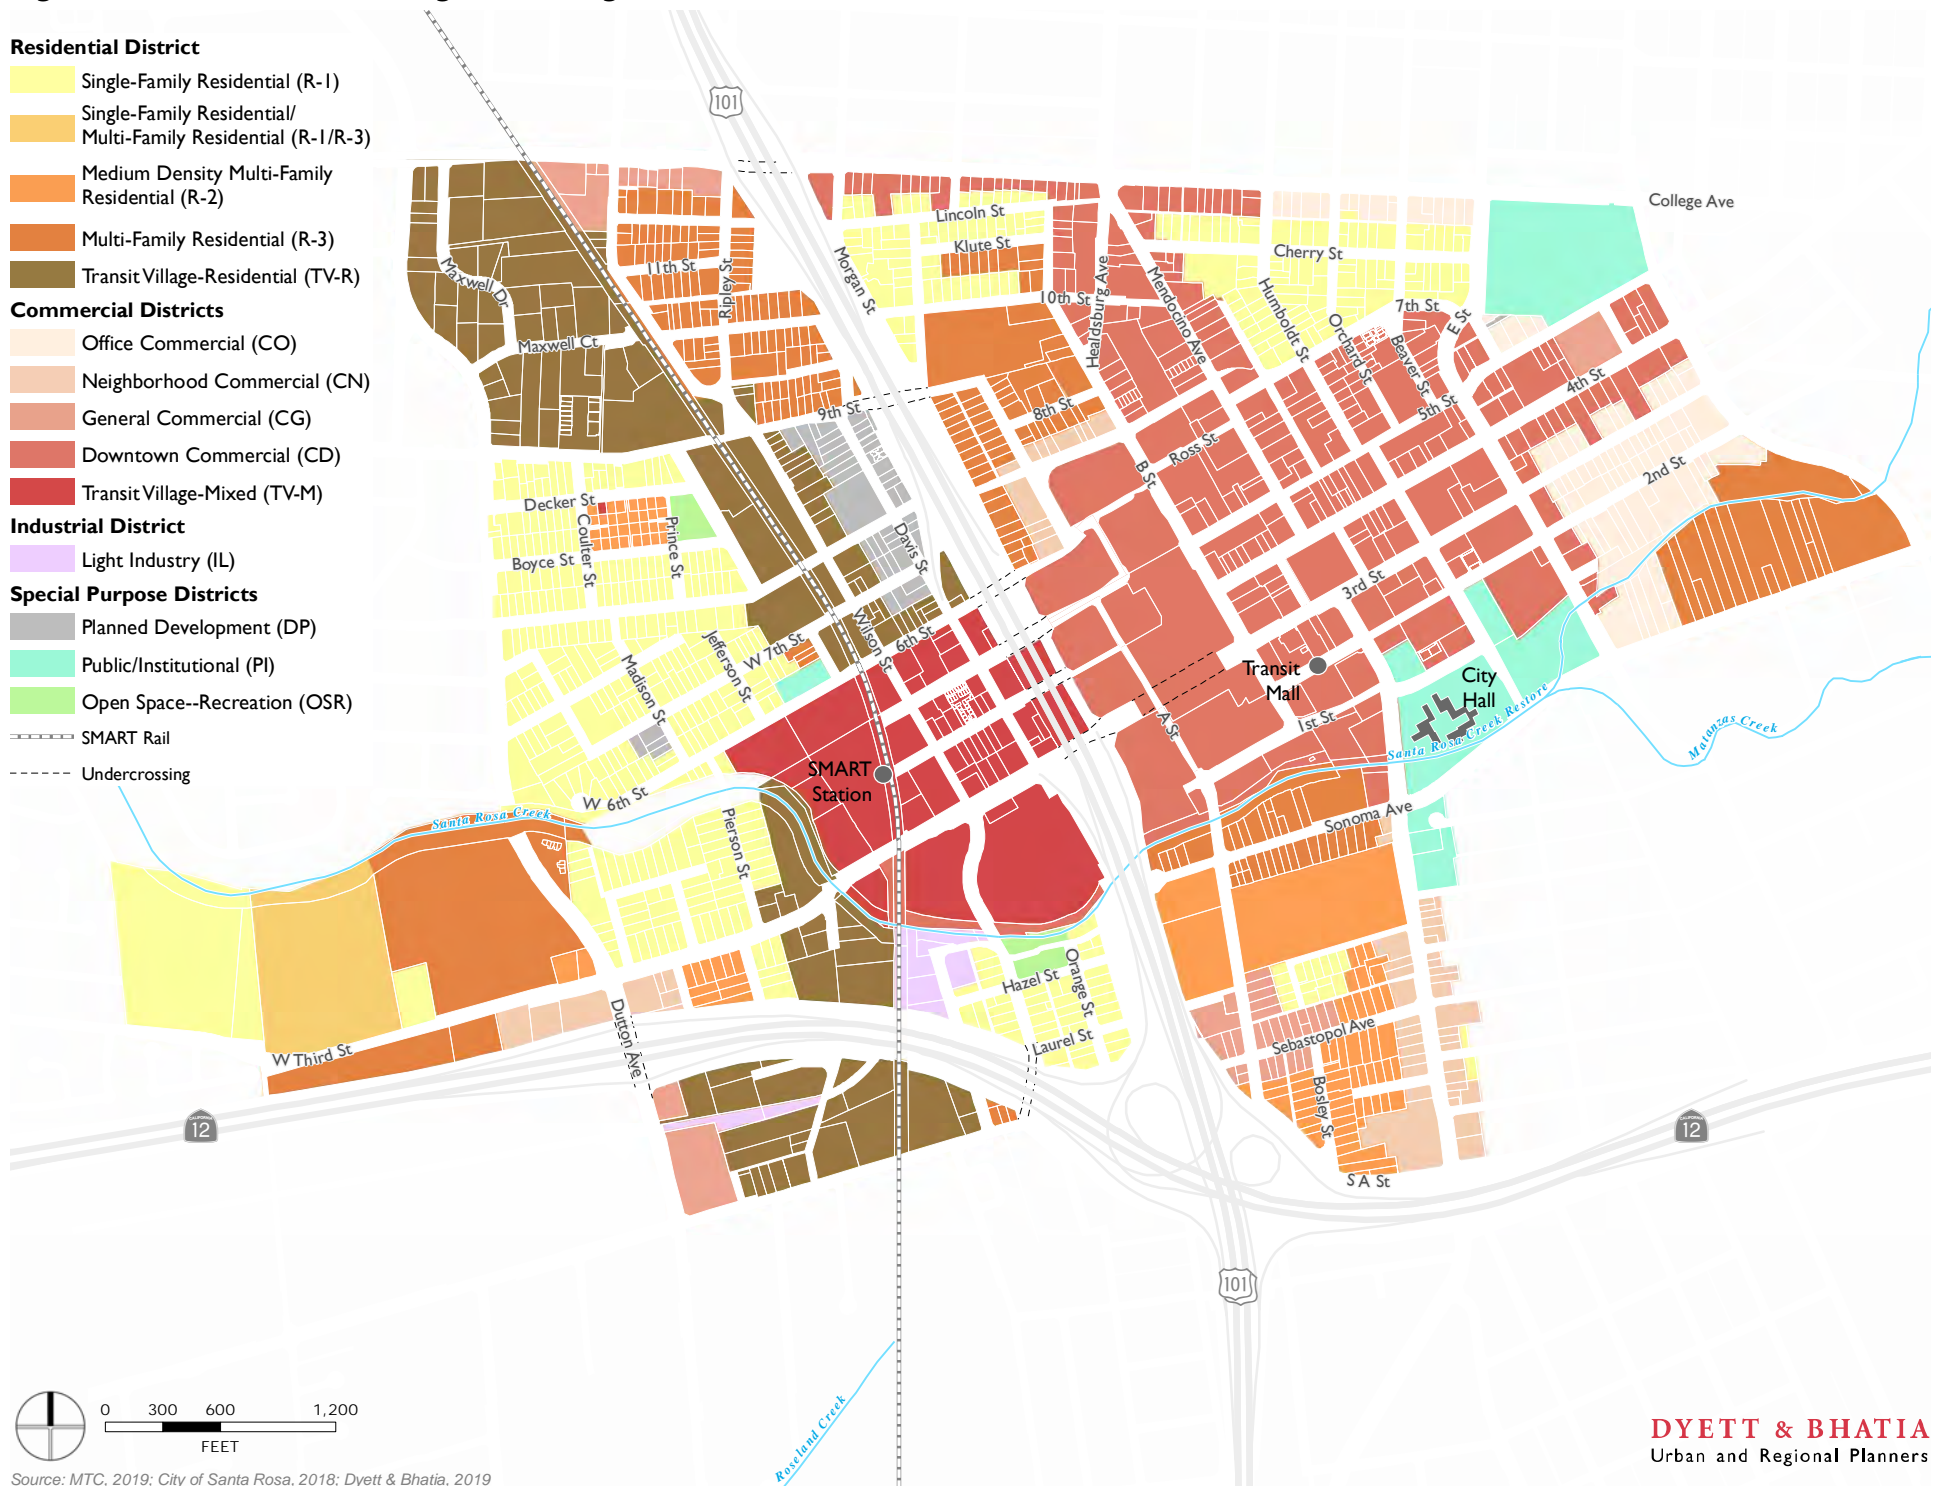 Residential District
Single-Family Residential (R-1)
Single-Family Residential/
Multi-Family Residential (R-1/R-3)
Medium Density Multi-Family
Residential (R-2)
Multi-Family Residential (R-3)
Transit Village-Residential (TV-R)
Commercial Districts
Office Commercial (CO)
Neighborhood Commercial (CN)
General Commercial (CG)
Downtown Commercial (CD)
Transit Village-Mixed (TV-M)
Industrial District
Light Industry (IL)
Special Purpose Districts
Planned Development (DP)
Public/Institutional (PI)
Open Space--Recreation (OSR)
SMART Rail
Undercrossing
101
College Ave
Lincoln St
Klute St
Cherry St
11th St
Ripley St
Morgan St
10th St
Healdsburg Ave
Mendocino Ave
Humboldt St
Orchard St
7th St
Beaver St
E St
Maxwell Dr
Maxwell Ct
9th St
8th St
5th St
4th St
Ross St
B St
2nd St
Decker St
Coulter St
Prince St
Boyce St
Davis St
3rd St
Wilson St
6th St
W 7th St
Jefferson St
Madison St
Transit
Mall
City
Hall
A St
1st St
Santa Rosa Creek Restore
Matanzas Creek
SMART
Station
W 6th St
Santa Rosa Creek
Pierson St
Sonoma Ave
Hazel St
Orange St
Laurel St
Dutton Ave
W Third St
Sebastopol Ave
Bosley St
S A St
CALIFORNIA
12
CALIFORNIA
12
101
Roseland Creek
0 300 600 1,200
FEET
Source: MTC, 2019; City of Santa Rosa, 2018; Dyett & Bhatia, 2019
DYETT & BHATIA
Urban and Regional Planners